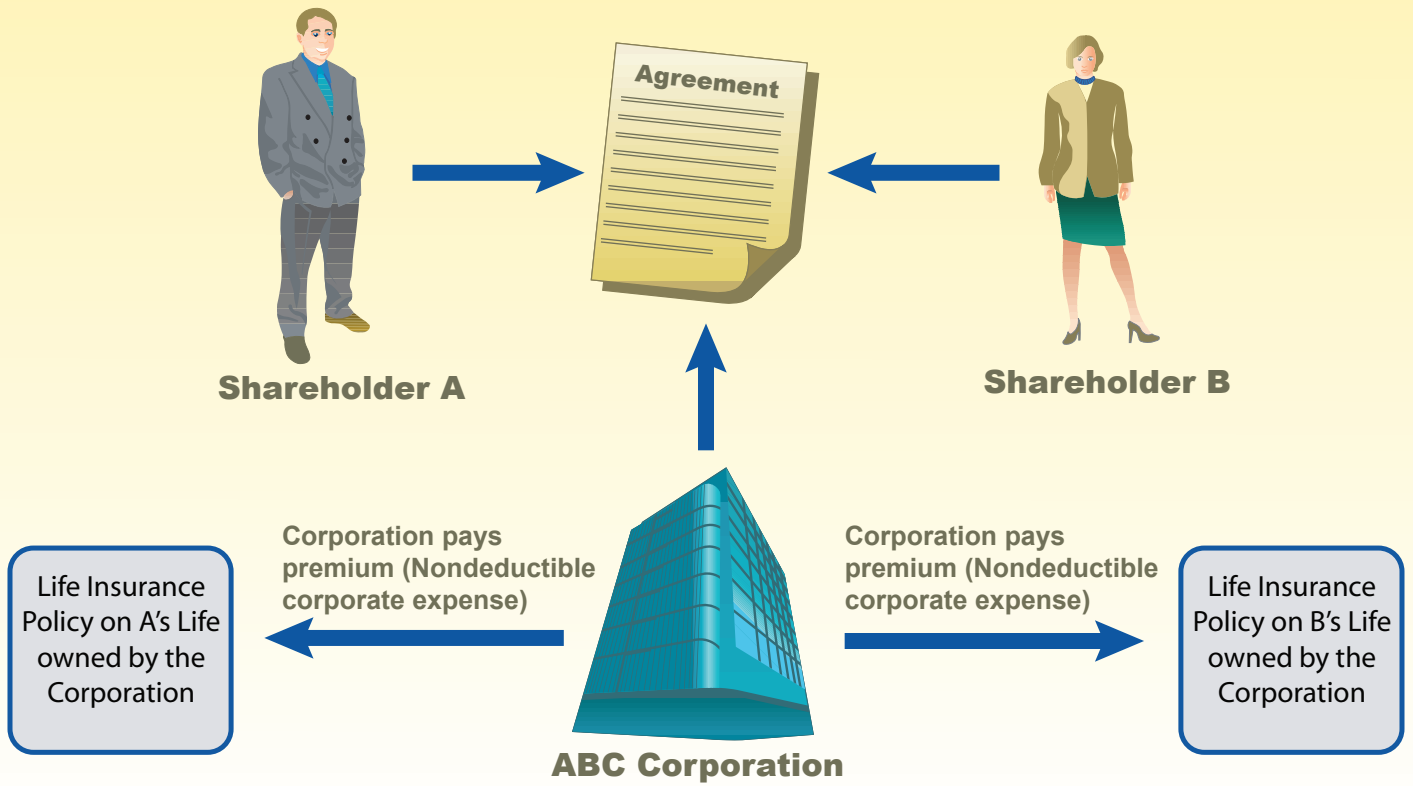 Agreement
Shareholder A
Shareholder B
Corporation pays
premium (Nondeductible
corporate expense)
Corporation pays
premium (Nondeductible
corporate expense)
Life Insurance
Policy on A's Life
owned by the
Corporation
Life Insurance
Policy on B's Life
owned by the
Corporation
ABC Corporation